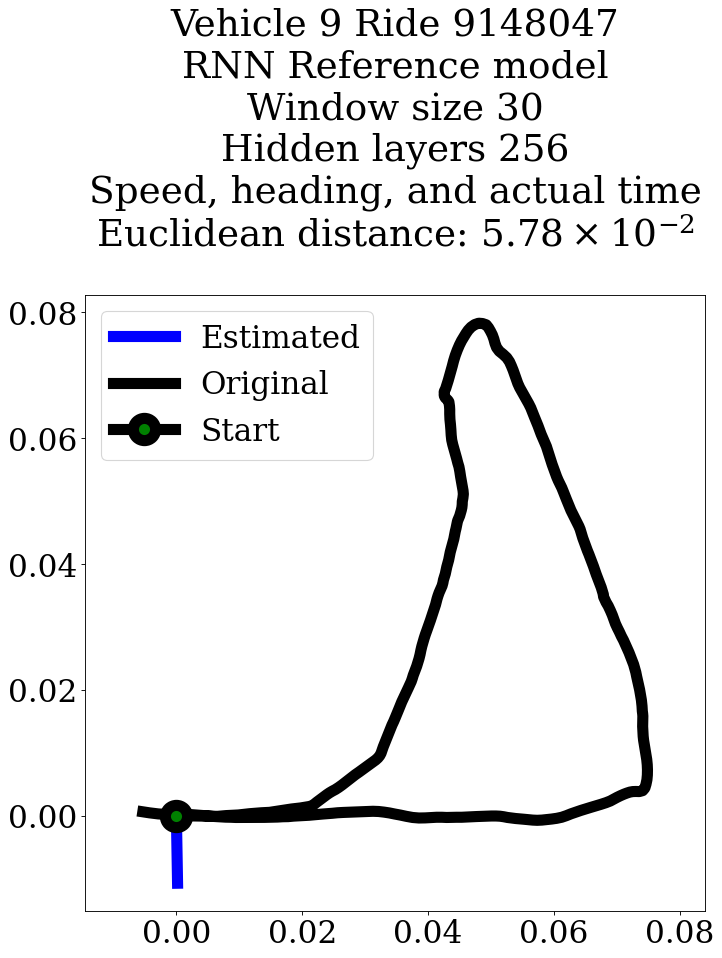 Vehicle 9 Ride 9148047
RNN Reference model
Window size 30
Hidden layers 256
Speed, heading, and actual time
Euclidean distance: 5.78 × 10⁻²
Estimated
Original
Start
0.08
0.06
0.04
0.02
0.00
0.00 0.02 0.04 0.06 0.08